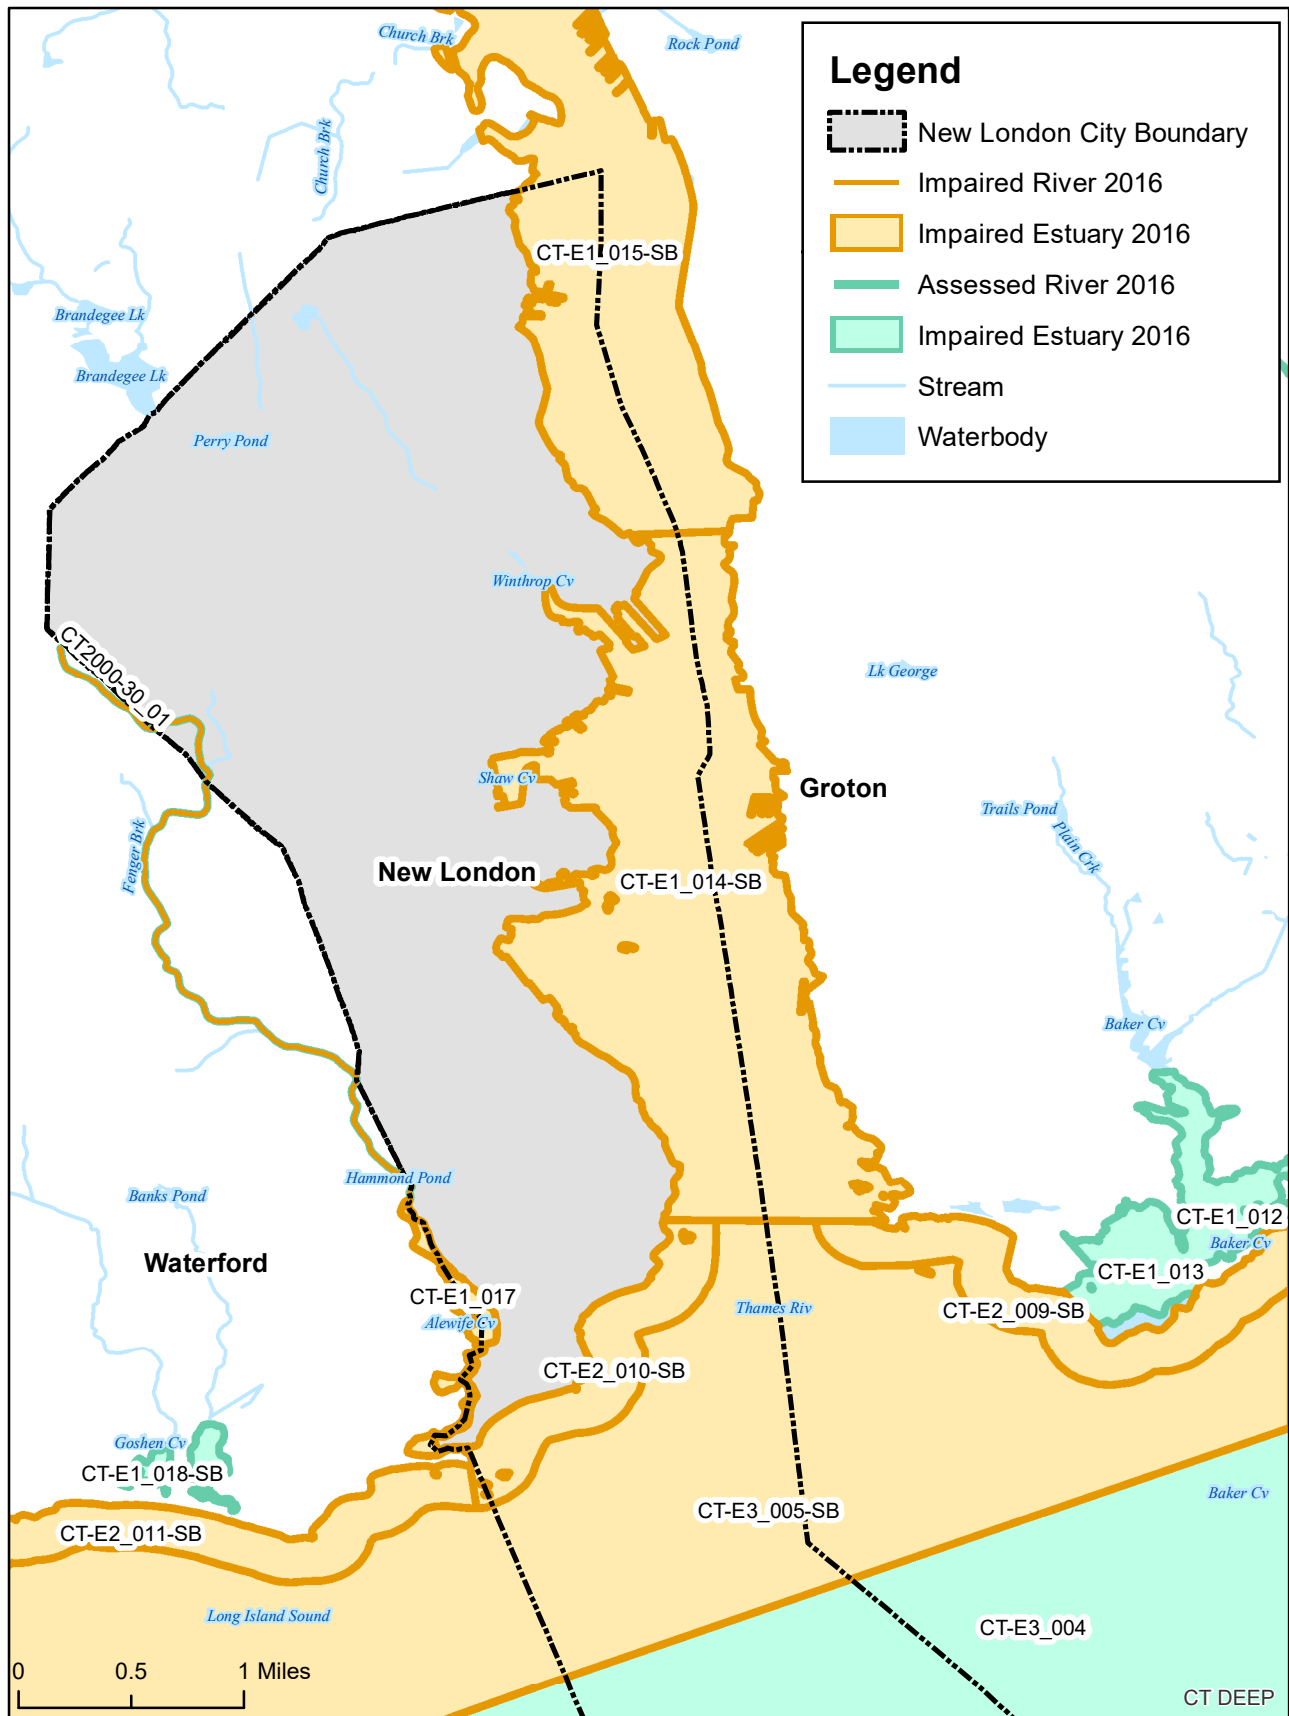 Church Brk
Rock Pond
Legend
New London City Boundary
Impaired River 2016
Impaired Estuary 2016
Assessed River 2016
Impaired Estuary 2016
Stream
Waterbody
Church Brk
CT-E1_015-SB
Brandegee Lk
Brandegee Lk
Perry Pond
Winthrop Cv
CT2000-30_01
Lk George
Shaw Cv
Groton
Trails Pond
Plain Crk
Fenger Brk
New London
CT-E1_014-SB
Baker Cv
Hammond Pond
Banks Pond
CT-E1_012
Baker Cv
Waterford
CT-E1_013
CT-E1_017
Alewife Cv
Thames Riv
CT-E2_009-SB
CT-E2_010-SB
Goshen Cv
CT-E1_018-SB
Baker Cv
CT-E3_005-SB
CT-E2_011-SB
Long Island Sound
CT-E3_004
0 0.5 1 Miles
CT DEEP